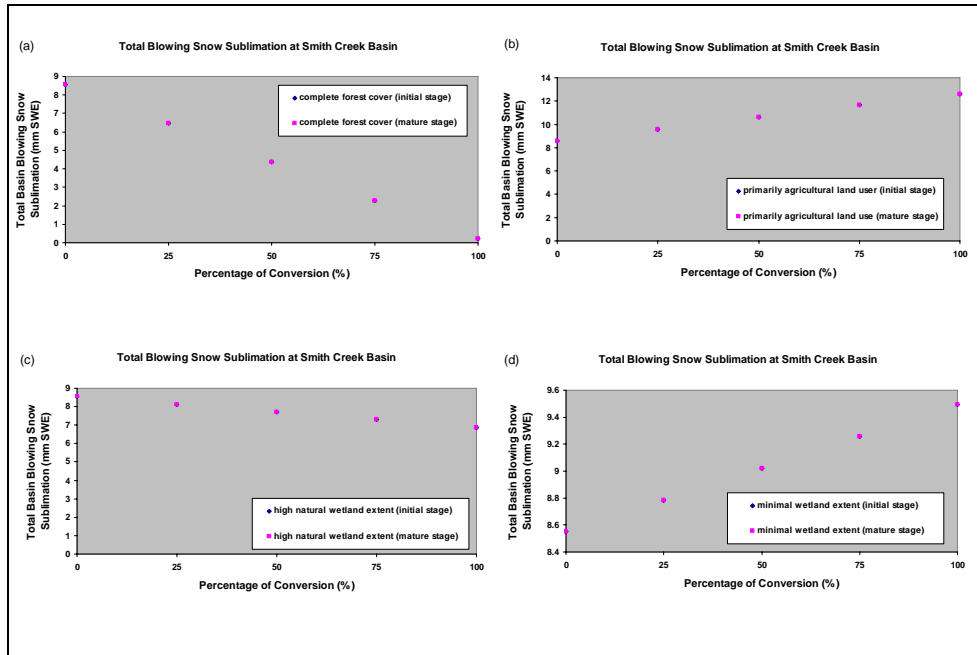 (a)
Total Blowing Snow Sublimation at Smith Creek Basin
9
8
7
6
5
4
3
2
1
0
Total Basin Blowing Snow
Sublimation (mm SWE)
complete forest cover (initial stage)
complete forest cover (mature stage)
0 25 50 75 100
Percentage of Conversion (%)
(b)
Total Blowing Snow Sublimation at Smith Creek Basin
14
12
10
8
6
4
2
0
Total Basin Blowing Snow
Sublimation (mm SWE)
primarily agricultural land user (initial stage)
primarily agricultural land use (mature stage)
0 25 50 75 100
Percentage of Conversion (%)
(c)
Total Blowing Snow Sublimation at Smith Creek Basin
9
8
7
6
5
4
3
2
1
0
Total Basin Blowing Snow
Sublimation (mm SWE)
high natural wetland extent (initial stage)
high natural wetland extent (mature stage)
0 25 50 75 100
Percentage of Conversion (%)
(d)
Total Blowing Snow Sublimation at Smith Creek Basin
9.6
9.4
9.2
9
8.8
8.6
8.4
Total Basin Blowing Snow
Sublimation (mm SWE)
minimal wetland extent (initial stage)
minimal wetland extent (mature stage)
0 25 50 75 100
Percentage of Conversion (%)